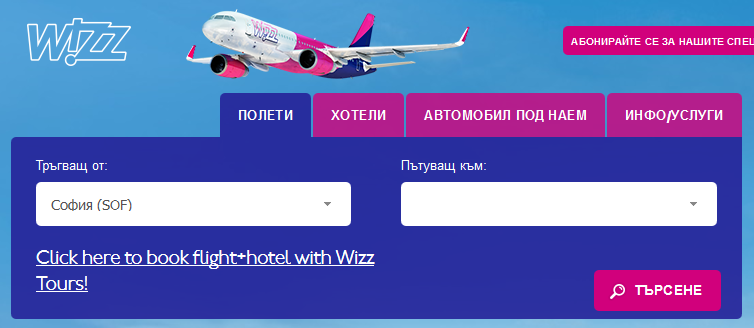 WIZZ
WIZZ
АБОНИРАЙТЕ СЕ ЗА НАШИТЕ СПЕЦ
ПОЛЕТИ
ХОТЕЛИ
АВТОМОБИЛ ПОД НАЕМ
ИНФО/УСЛУГИ
Тръгващ от:
Пътуващ към:
София (SOF)
Click here to book flight+hotel with Wizz
Tours!
ТЪРСЕНЕ